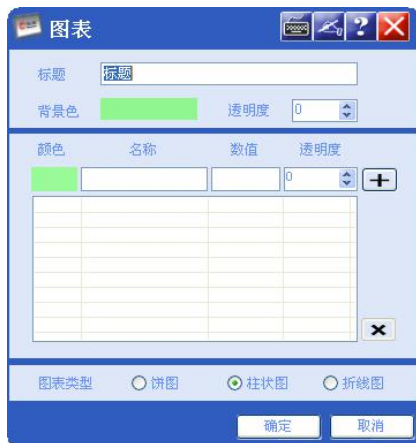 图表 ?
标题 标题
背景色 透明度 0
颜色 名称 数值 透明度
0
图表类型 饼图 柱状图 折线图
确定 取消